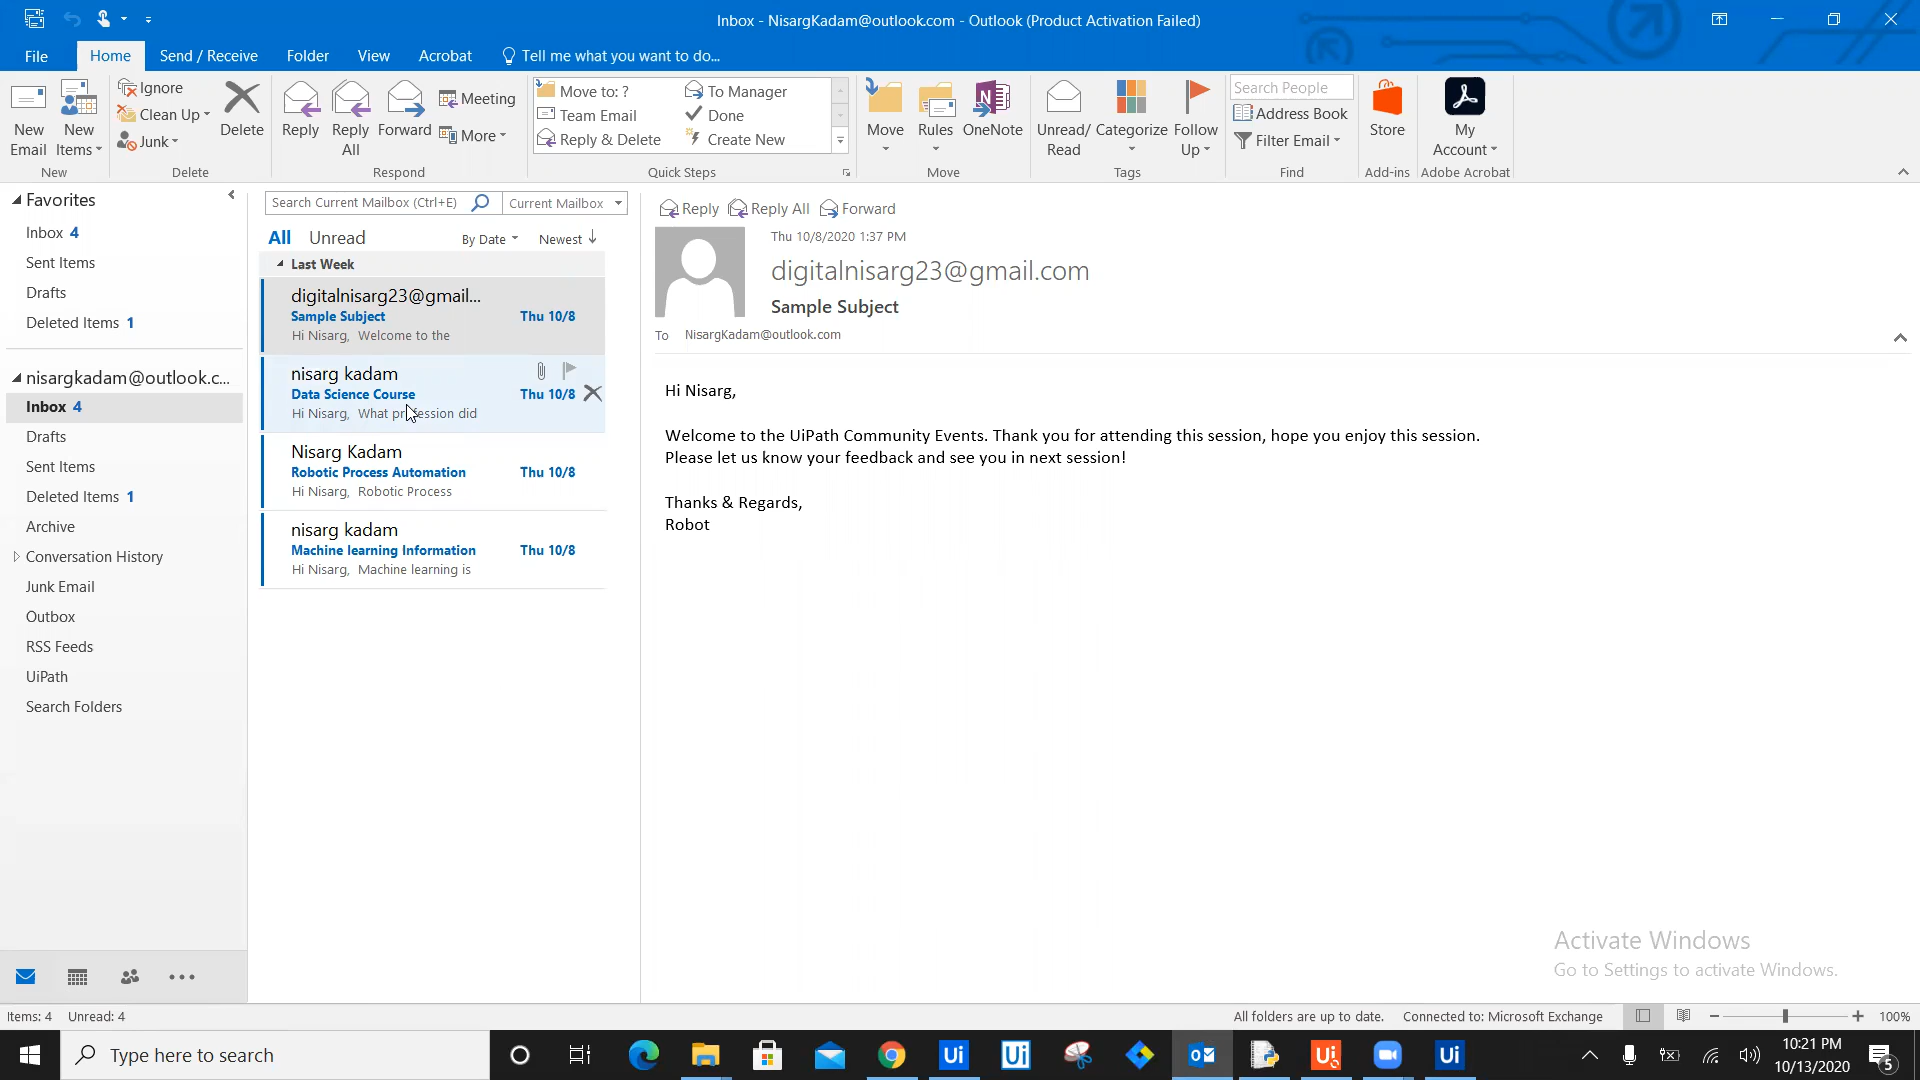 Inbox - NisargKadam@outlook.com - Outlook (Product Activation Failed)
File Home Send / Receive Folder View Acrobat Tell me what you want to do...
New Email
New Items
New
Ignore
Clean Up
Junk
Delete
Delete
Reply
Reply All
Forward
Meeting
More
Respond
Move to: ?
Team Email
Reply & Delete
To Manager
Done
Create New
Quick Steps
Move
Rules
OneNote
Move
Unread/ Read
Categorize
Follow Up
Tags
Search People
Address Book
Filter Email
Find
Store
Add-ins
My Account
Adobe Acrobat
Favorites
Inbox 4
Sent Items
Drafts
Deleted Items 1
nisargkadam@outlook.c...
Inbox 4
Drafts
Sent Items
Deleted Items 1
Archive
Conversation History
Junk Email
Outbox
RSS Feeds
UiPath
Search Folders
Search Current Mailbox (Ctrl+E) Current Mailbox
All Unread By Date Newest
Last Week
digitalnisarg23@gmail...
Sample Subject Thu 10/8
Hi Nisarg, Welcome to the
nisarg kadam
Data Science Course Thu 10/8
Hi Nisarg, What profession did
Nisarg Kadam
Robotic Process Automation Thu 10/8
Hi Nisarg, Robotic Process
nisarg kadam
Machine learning Information Thu 10/8
Hi Nisarg, Machine learning is
Reply Reply All Forward
Thu 10/8/2020 1:37 PM
digitalnisarg23@gmail.com
Sample Subject
To NisargKadam@outlook.com
Hi Nisarg,
Welcome to the UiPath Community Events. Thank you for attending this session, hope you enjoy this session.
Please let us know your feedback and see you in next session!
Thanks & Regards,
Robot
Activate Windows
Go to Settings to activate Windows.
Items: 4 Unread: 4
All folders are up to date. Connected to: Microsoft Exchange 100%
Type here to search
Ui Ui Ui Ui
10:21 PM
10/13/2020
5